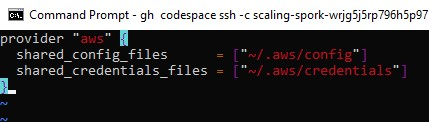 Command Prompt - gh codespace ssh -c scaling-spork-wrjg5j5rp796h5p97
provider "aws" {
  shared_config_files      = ["~/.aws/config"]
  shared_credentials_files = ["~/.aws/credentials"]
}
~
~